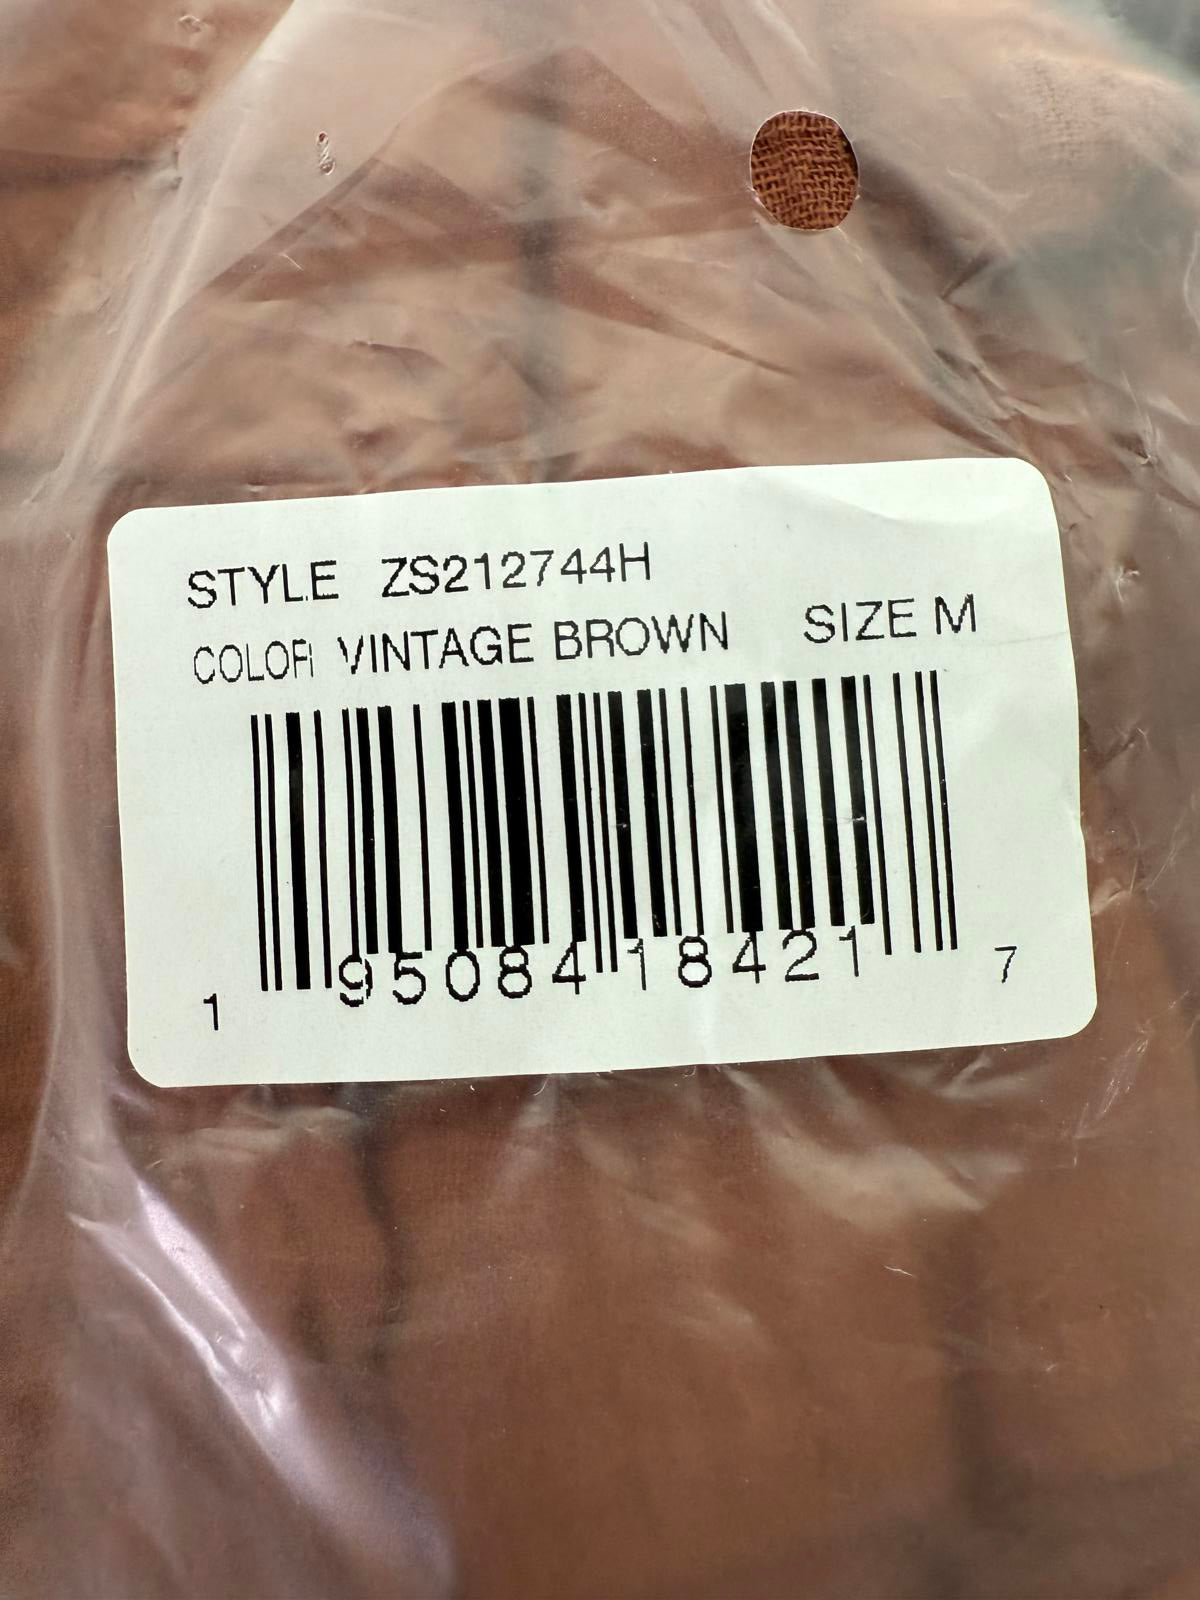 STYLE ZS212744H
COLOR VINTAGE BROWN SIZE M
1 95084 18421 7